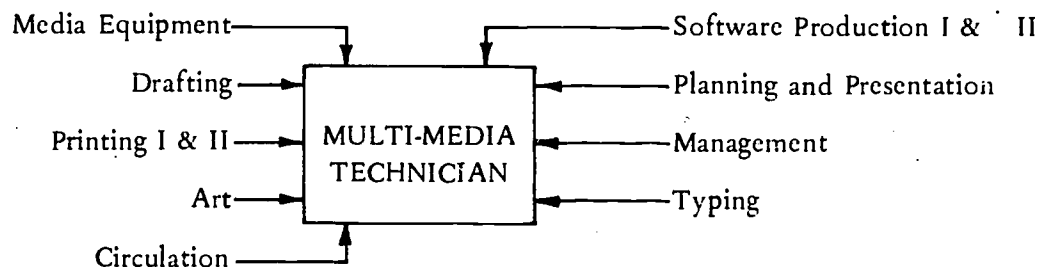 Media Equipment
Software Production I & II
Drafting
Planning and Presentation
Printing I & II
MULTI-MEDIA
TECHNICIAN
Management
Art
Typing
Circulation